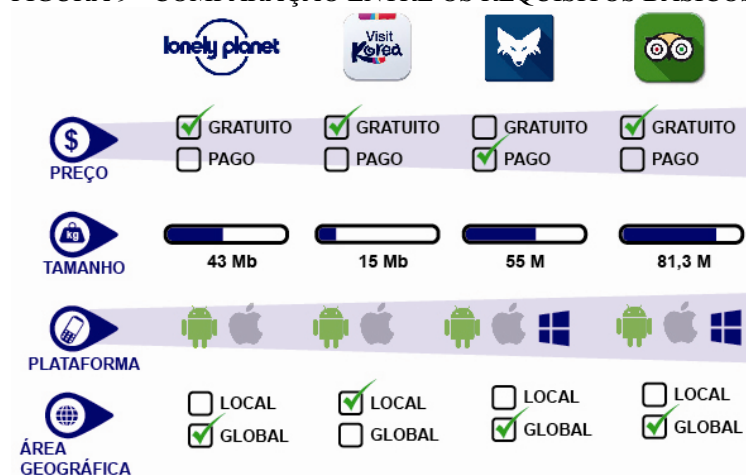 FIGURA 9 - COMPARAÇÃO ENTRE OS REQUISITOS BÁSICOS
lonely planet
Visit
Korea
$
PREÇO
GRATUITO GRATUITO GRATUITO GRATUITO
PAGO PAGO PAGO PAGO
kg
TAMANHO
43 Mb 15 Mb 55 M 81,3 M
PLATAFORMA
LOCAL LOCAL LOCAL LOCAL
GLOBAL GLOBAL GLOBAL GLOBAL
ÁREA
GEOGRÁFICA